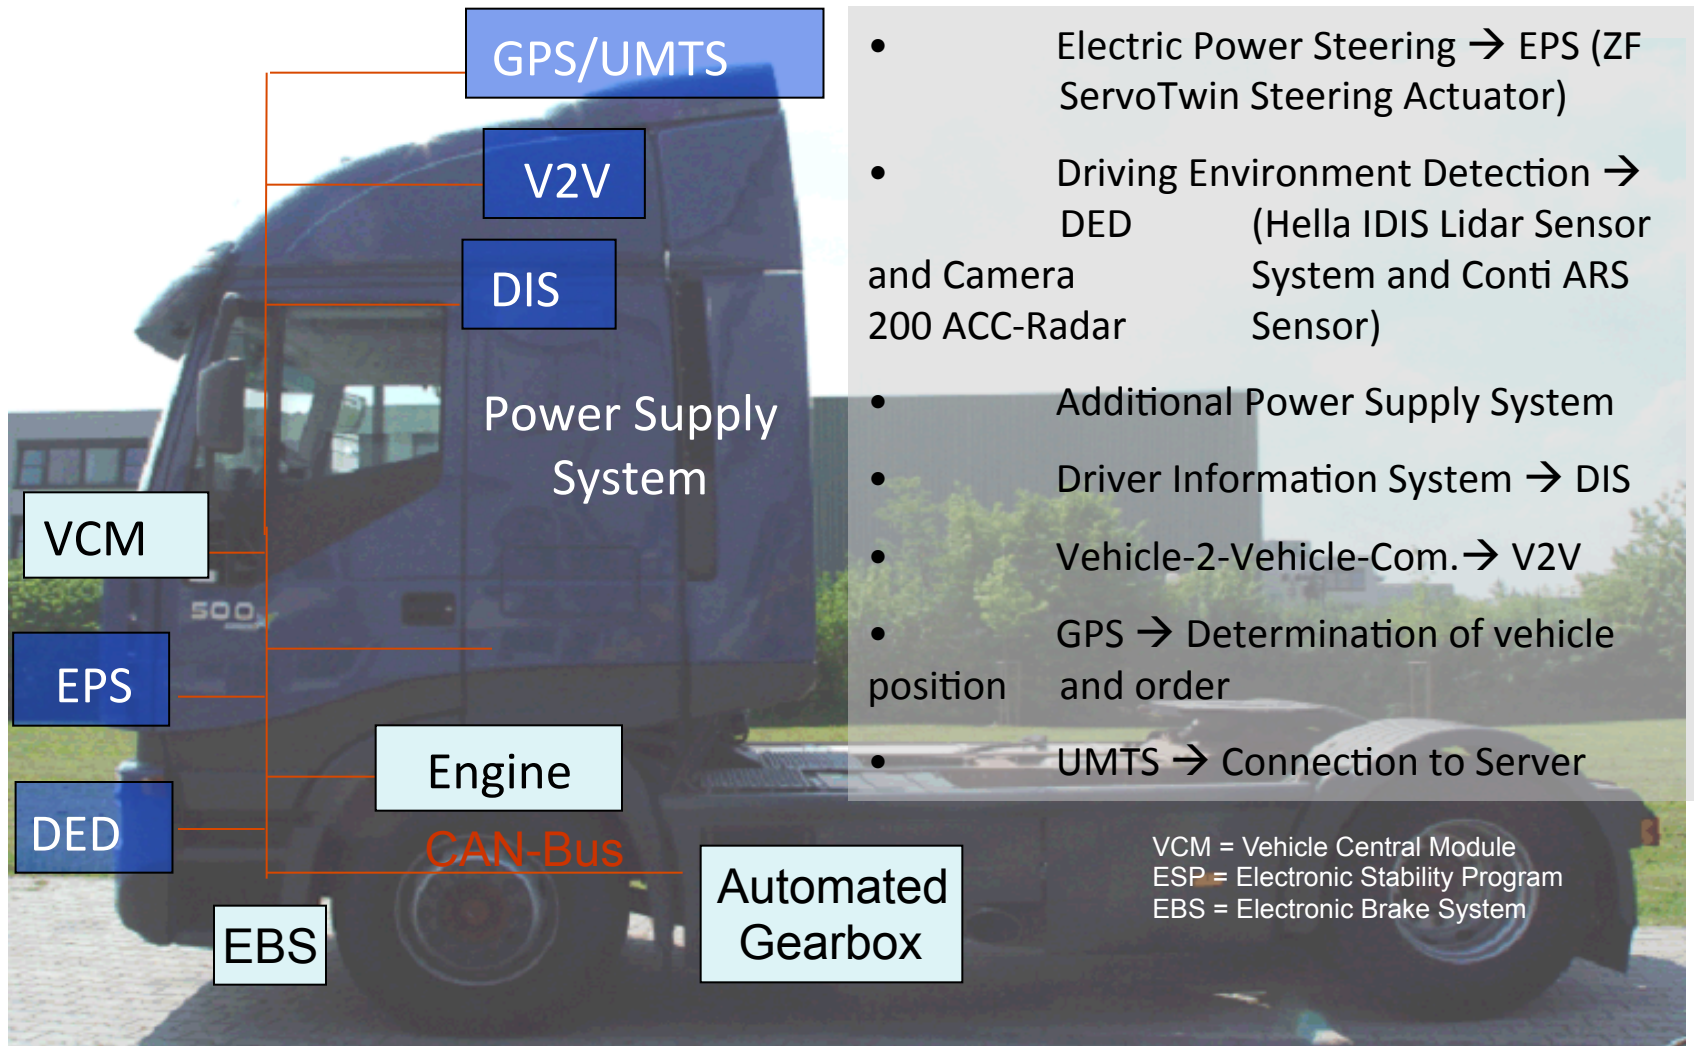 GPS/UMTS
V2V
DIS
Power Supply
System
VCM
500
EPS
Engine
DED
CAN-Bus
Automated
Gearbox
EBS
• Electric Power Steering → EPS (ZF
ServoTwin Steering Actuator)
• Driving Environment Detection →
DED (Hella IDIS Lidar Sensor
and Camera System and Conti ARS
200 ACC-Radar Sensor)
• Additional Power Supply System
• Driver Information System → DIS
• Vehicle-2-Vehicle-Com.→ V2V
• GPS → Determination of vehicle
position and order
• UMTS → Connection to Server
VCM = Vehicle Central Module
ESP = Electronic Stability Program
EBS = Electronic Brake System